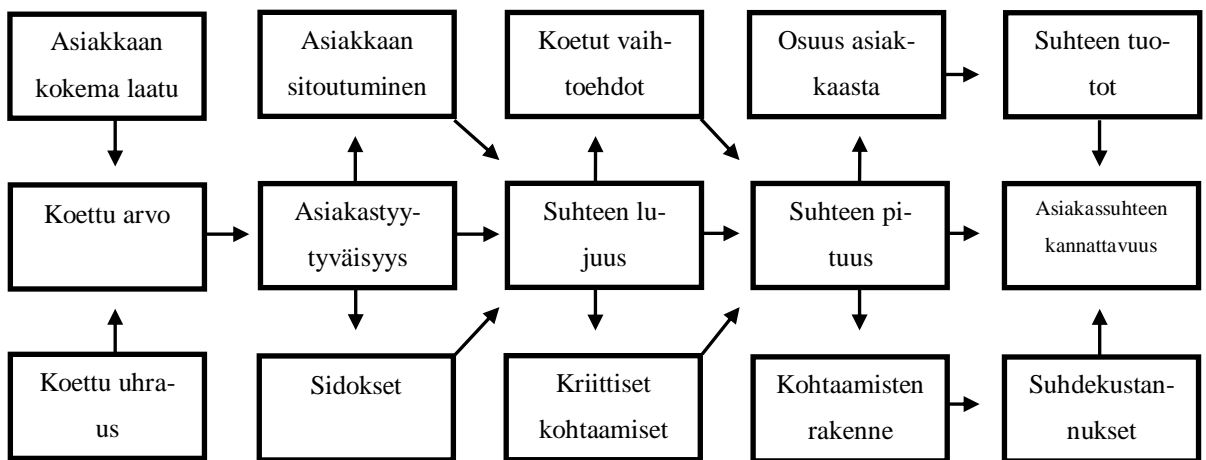 Asiakkaan
kokema laatu
Asiakkaan
sitoutuminen
Koetut vaih-
toehdot
Osuus asiak-
kaasta
Suhteen tuo-
tot
Koettu arvo
Asiakastyy-
tyväisyys
Suhteen lu-
juus
Suhteen pi-
tuus
Asiakassuhteen
kannattavuus
Koettu uhra-
us
Sidokset
Kriittiset
kohtaamiset
Kohtaamisten
rakenne
Suhdekustan-
nukset